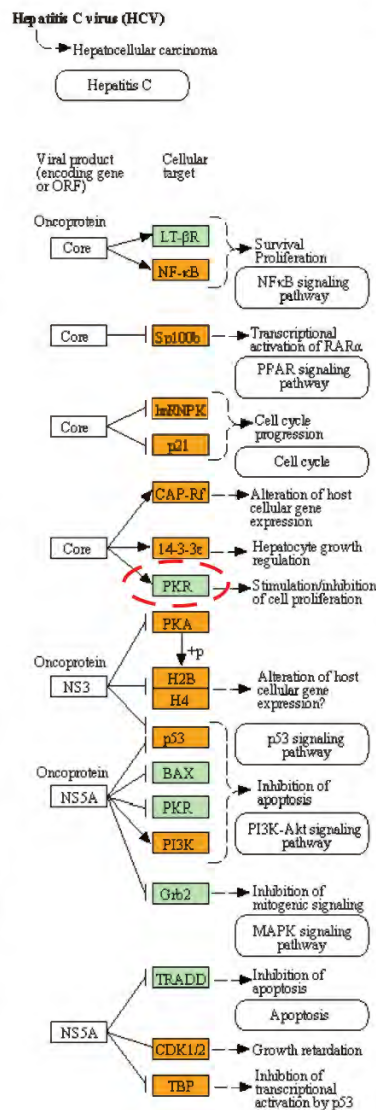 Hepatitis C virus (HCV)
Hepatocellular carcinoma
Hepatitis C
Viral product
(encoding gene
or ORF)
Cellular
target
Oncoprotein
Core
LT-βR
NF-κB
Survival
Proliferation
NFκB signaling
pathway
Core
Sp100b
Transcriptional
activation of RARα
PPAR signaling
pathway
Core
hnRNPK
p21
Cell cycle
progression
Cell cycle
CAP-Rf
Alteration of host
cellular gene
expression
Core
14-3-3ε
Hepatocyte growth
regulation
PKR
Stimulation/inhibition
of cell proliferation
PKA
+p
Oncoprotein
NS3
H2B
H4
Alteration of host
cellular gene
expression?
p53
p53 signaling
pathway
Oncoprotein
NS5A
BAX
PKR
PI3K
Inhibition of
apoptosis
PI3K-Akt signaling
pathway
Grb2
Inhibition of
mitogenic signaling
MAPK signaling
pathway
TRADD
Inhibition of
apoptosis
Apoptosis
NS5A
CDK1/2
Growth retardation
TBP
Inhibition of
transcriptional
activation by p53